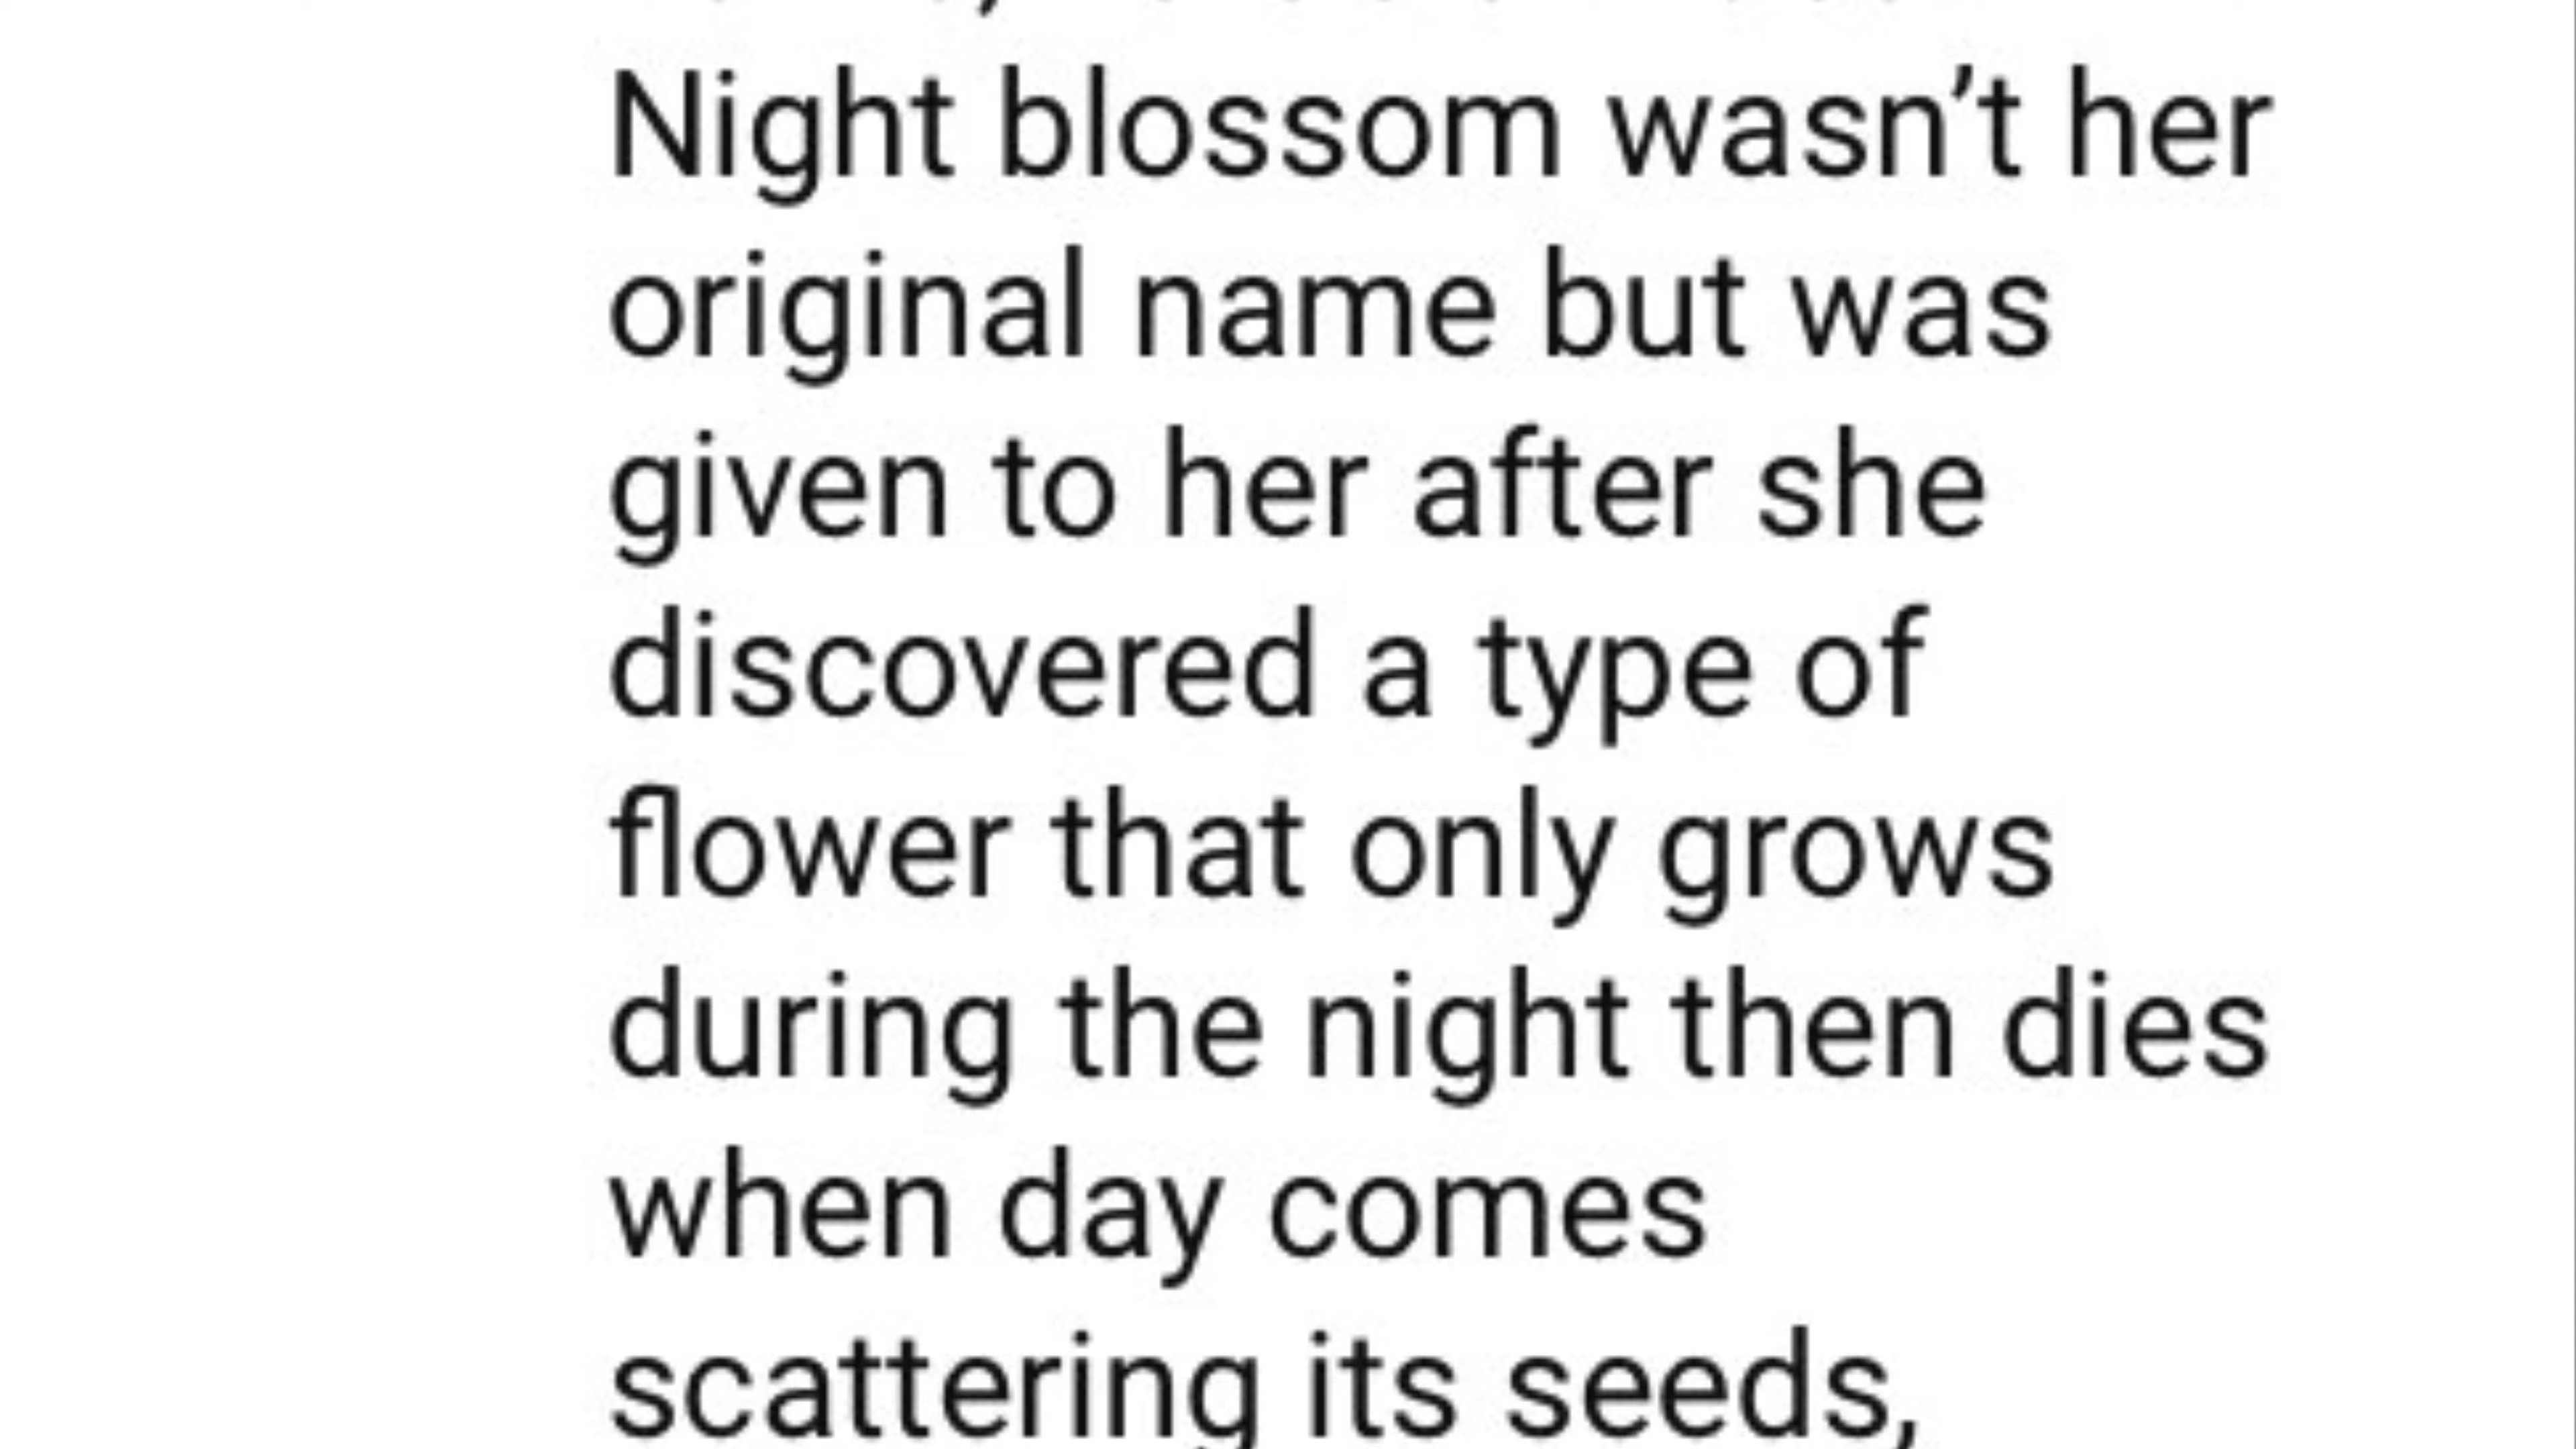 Night blossom wasn’t her
original name but was
given to her after she
discovered a type of
flower that only grows
during the night then dies
when day comes
scattering its seeds,